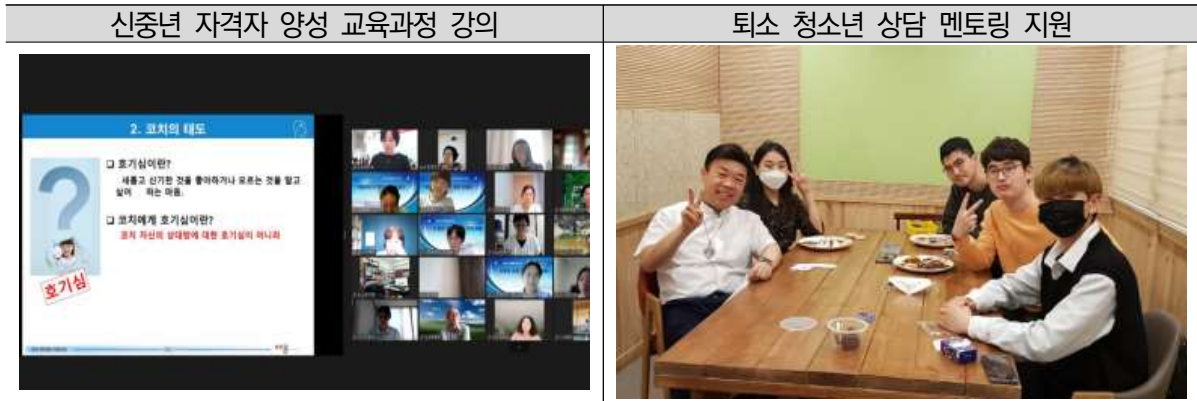 신중년 자격자 양성 교육과정 강의
퇴소 청소년 상담 멘토링 지원
2. 코치의 태도
□ 호기심이란?
새롭고 신기한 것을 좋아하거나 모르는 것을 알고
싶어 하는 마음.
□ 코치에게 호기심이란?
코치 자신의 상대방에 대한 호기심이 아니라
호기심